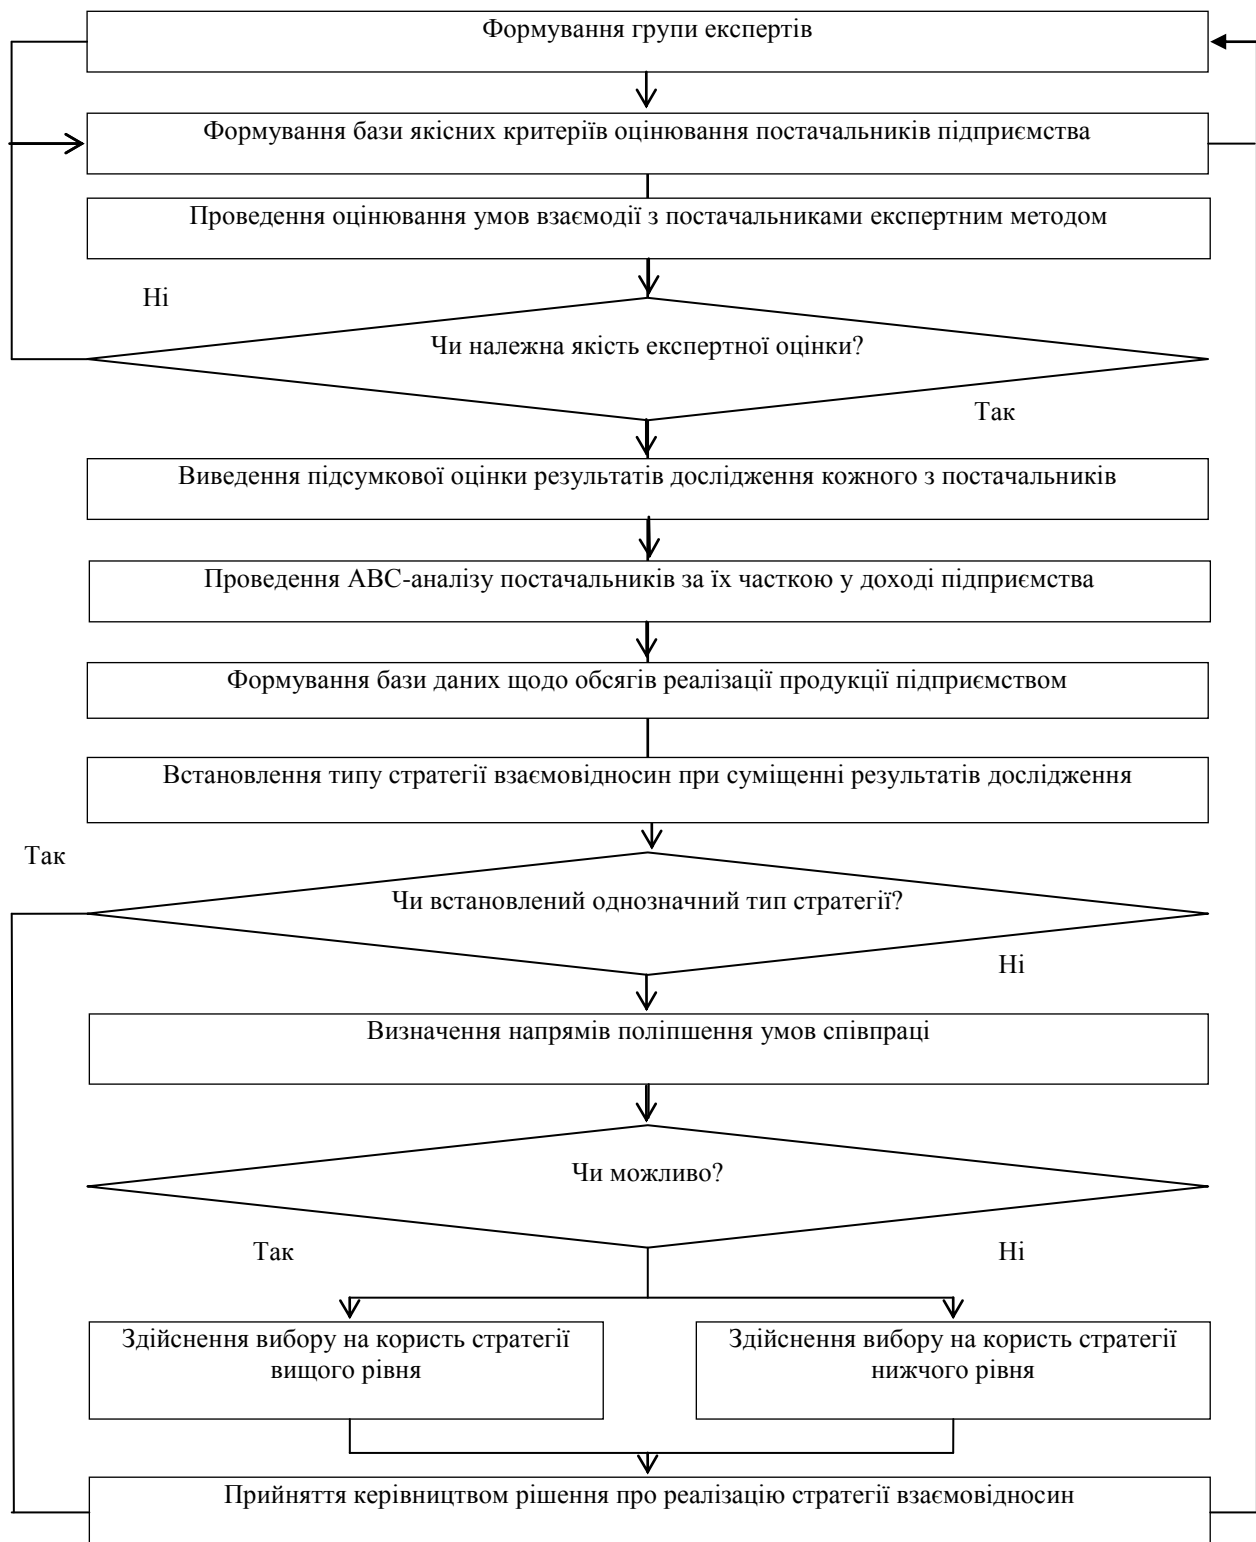 Формування групи експертів
Формування бази якісних критеріїв оцінювання постачальників підприємства
Проведення оцінювання умов взаємодії з постачальниками експертним методом
Ні
Чи належна якість експертної оцінки?
Так
Виведення підсумкової оцінки результатів дослідження кожного з постачальників
Проведення АВС-аналізу постачальників за їх часткою у доході підприємства
Формування бази даних щодо обсягів реалізації продукції підприємством
Встановлення типу стратегії взаємовідносин при суміщенні результатів дослідження
Так
Чи встановлений однозначний тип стратегії?
Ні
Визначення напрямів поліпшення умов співпраці
Чи можливо?
Так
Ні
Здійснення вибору на користь стратегії
вищого рівня
Здійснення вибору на користь стратегії
нижчого рівня
Прийняття керівництвом рішення про реалізацію стратегії взаємовідносин